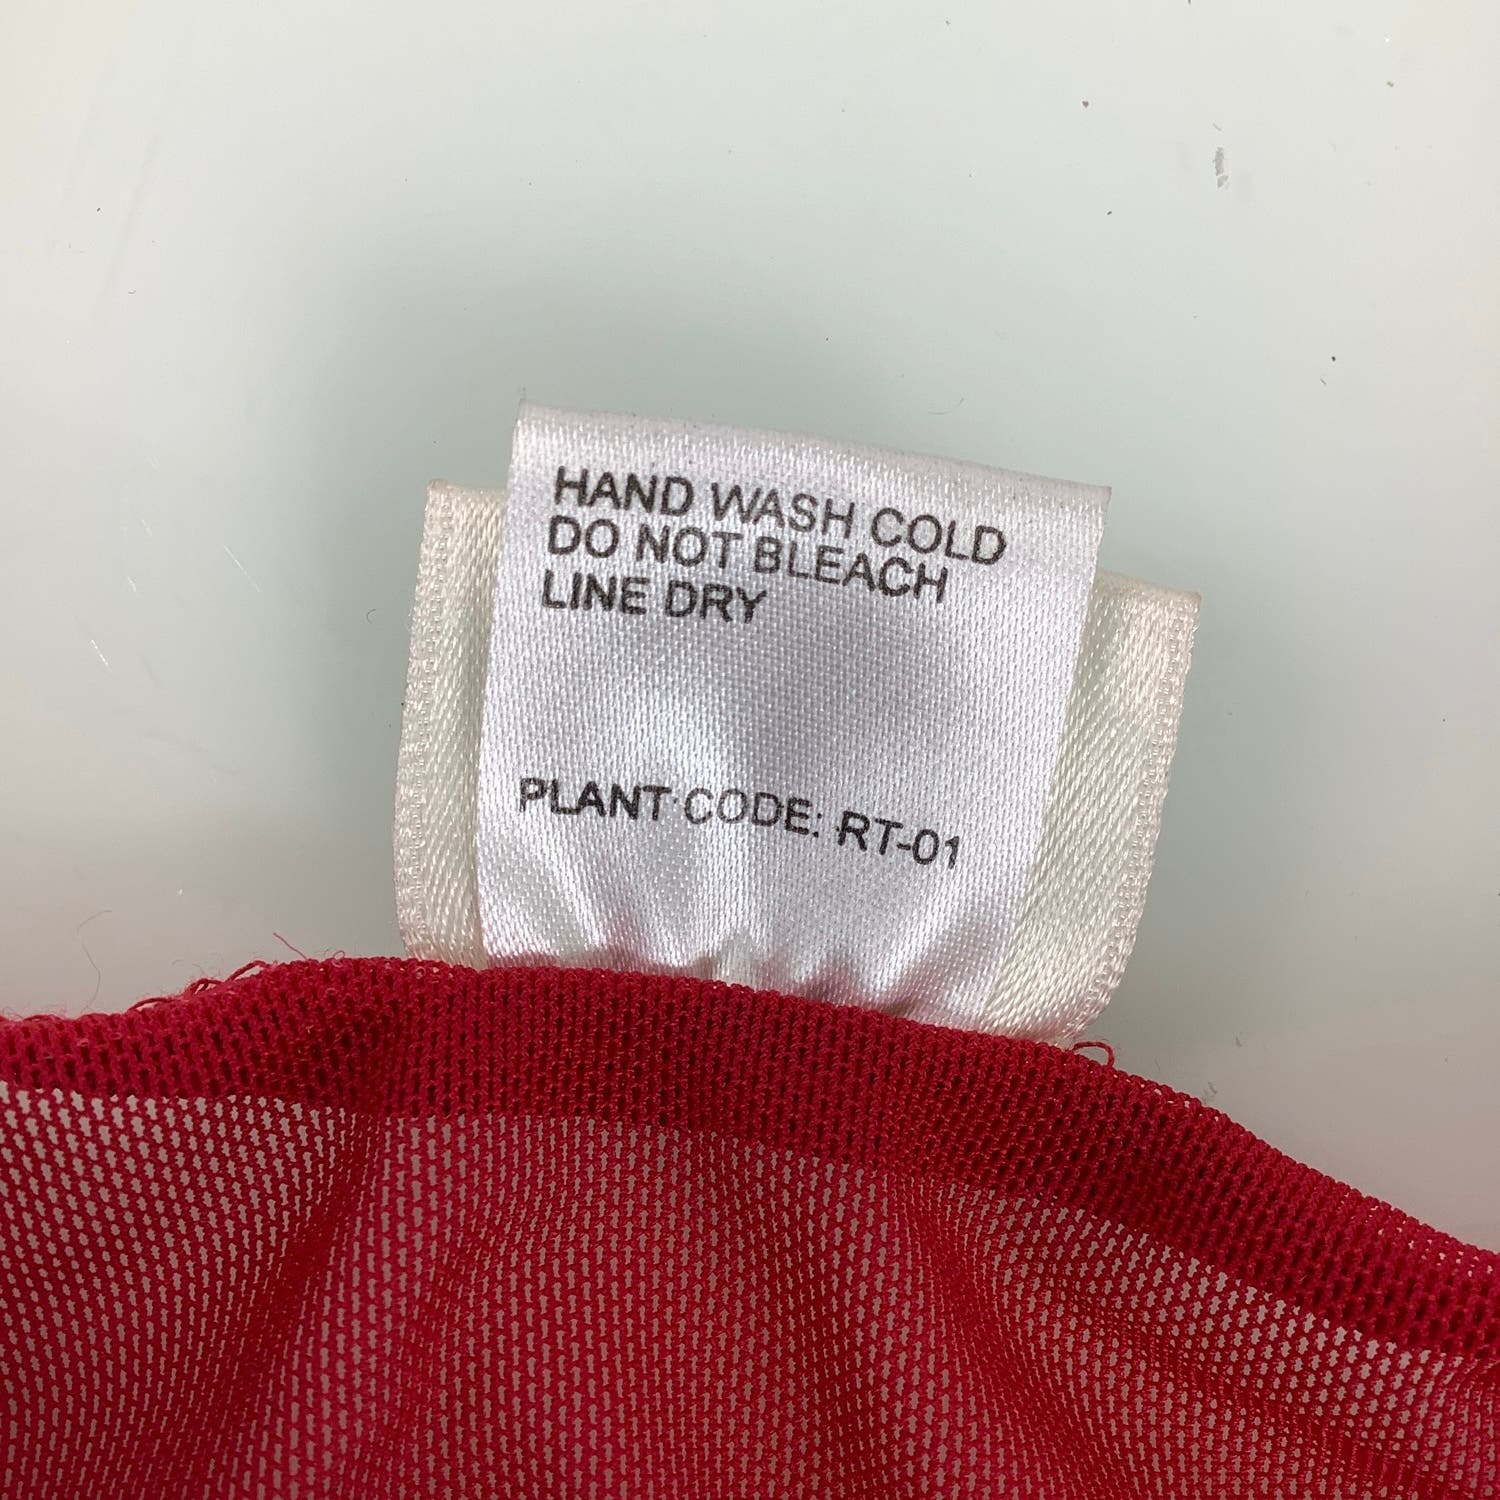 HAND WASH COLD
DO NOT BLEACH
LINE DRY
PLANT CODE: RT-01